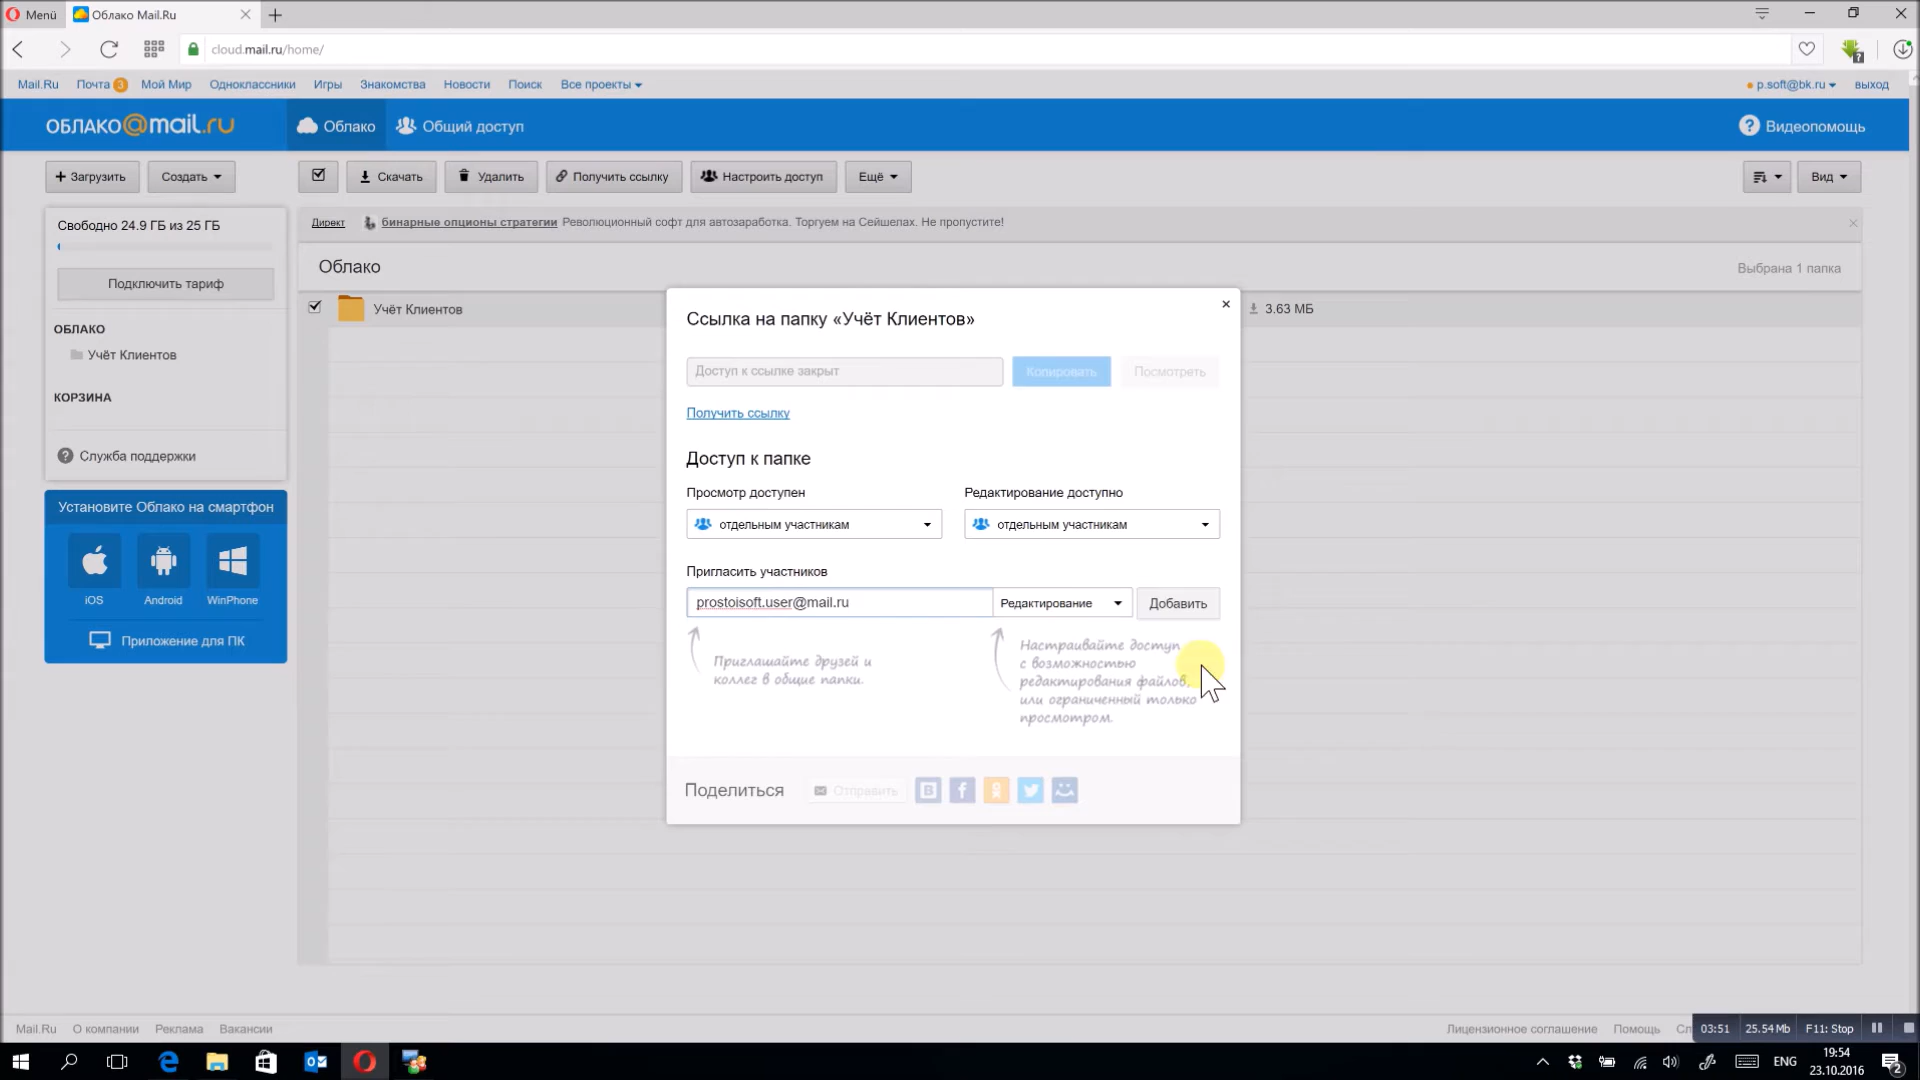 Menü
Облако Mail.Ru
cloud.mail.ru/home/
Mail.Ru Почта 3 Мой Мир Одноклассники Игры Знакомства Новости Поиск Все проекты
p.soft@bk.ru выход
ОБЛАКО@mail.ru Облако Общий доступ
? Видеопомощь
+ Загрузить Создать Скачать Удалить Получить ссылку Настроить доступ Ещё Вид
Свободно 24.9 ГБ из 25 ГБ
Директ бинарные опционы стратегии Революционный софт для автозаработка. Торгуем на Сейшелах. Не пропустите!
Подключить тариф
Облако
Выбрана 1 папка
Учёт Клиентов
3.63 МБ
ОБЛАКО
Учёт Клиентов
КОРЗИНА
? Служба поддержки
Установите Облако на смартфон
iOS Android WinPhone
Приложение для ПК
Ссылка на папку «Учёт Клиентов»
Доступ к ссылке закрыт Копировать Посмотреть
Получить ссылку
Доступ к папке
Просмотр доступен Редактирование доступно
отдельным участникам отдельным участникам
Пригласить участников
prostoisoft.user@mail.ru Редактирование Добавить
Приглашайте друзей и
коллег в общие папки.
Настраивайте доступ
с возможностью
редактирования файлов,
или ограниченный только
просмотром.
Поделиться Отправить
Mail.Ru О компании Реклама Вакансии
Лицензионное соглашение Помощь Сл
03:51 25.54Mb F11: Stop
ENG
19:54
23.10.2016
2